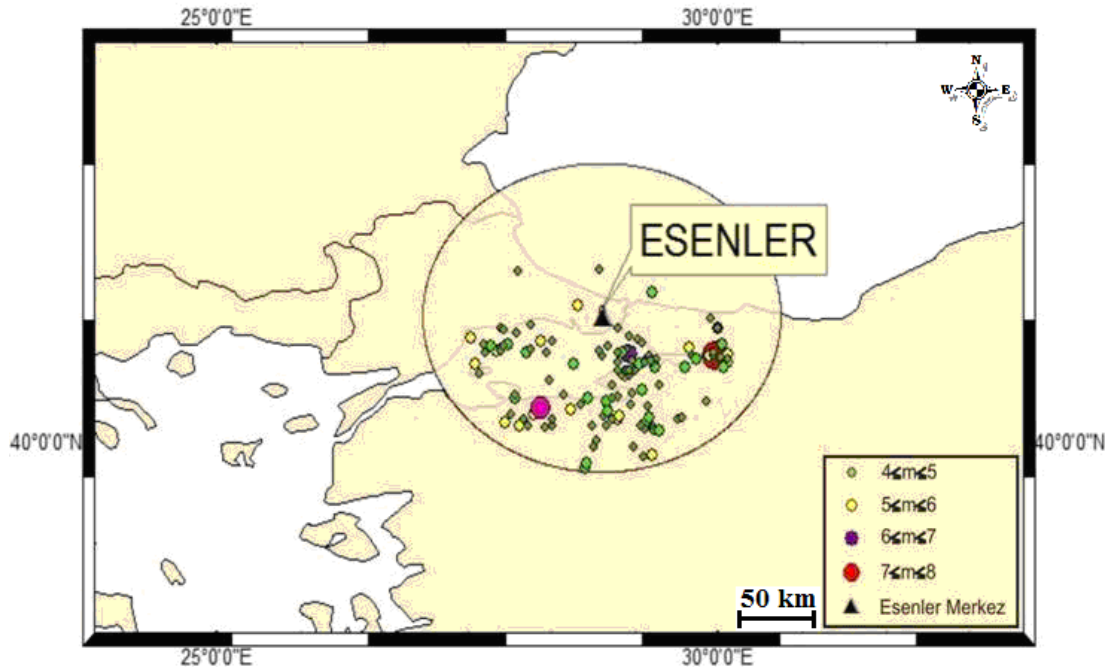 25°0'0"E 30°0'0"E
N
W E
S
ESENLER
40°0'0"N 40°0'0"N
4≤m≤5
5≤m≤6
6≤m≤7
7≤m≤8
Esenler Merkez
50 km
25°0'0"E 30°0'0"E